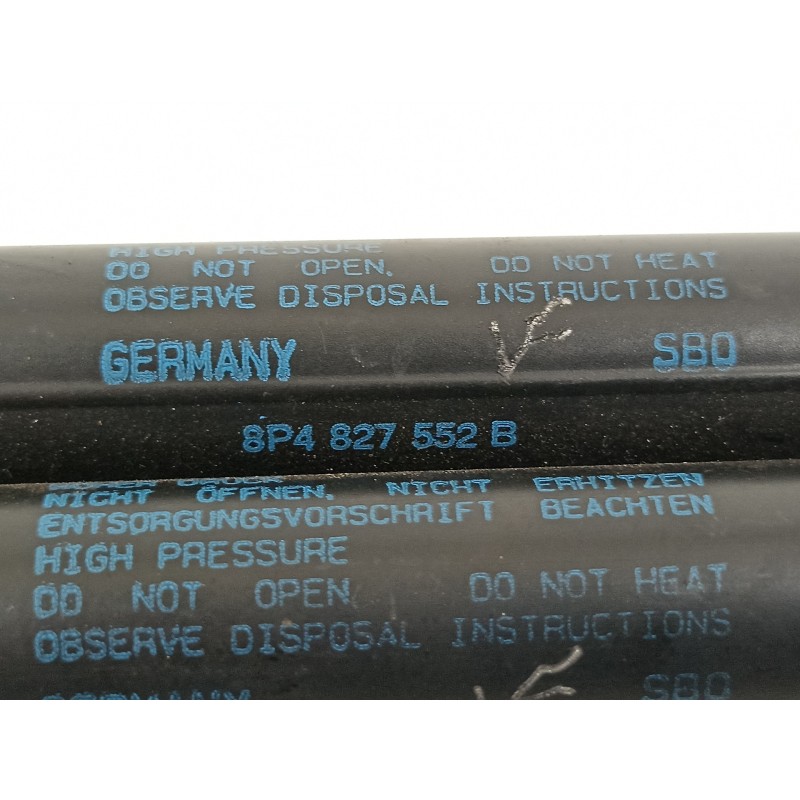 HIGH PRESSURE
DO NOT OPEN. DO NOT HEAT
OBSERVE DISPOSAL INSTRUCTIONS
GERMANY SBO
8P4 827 552 B
NICHT ÖFFNEN. NICHT ERHITZEN
ENTSORGUNGSVORSCHRIFT BEACHTEN
HIGH PRESSURE
DO NOT OPEN DO NOT HEAT
OBSERVE DISPOSAL INSTRUCTIONS
GERMANY SBO